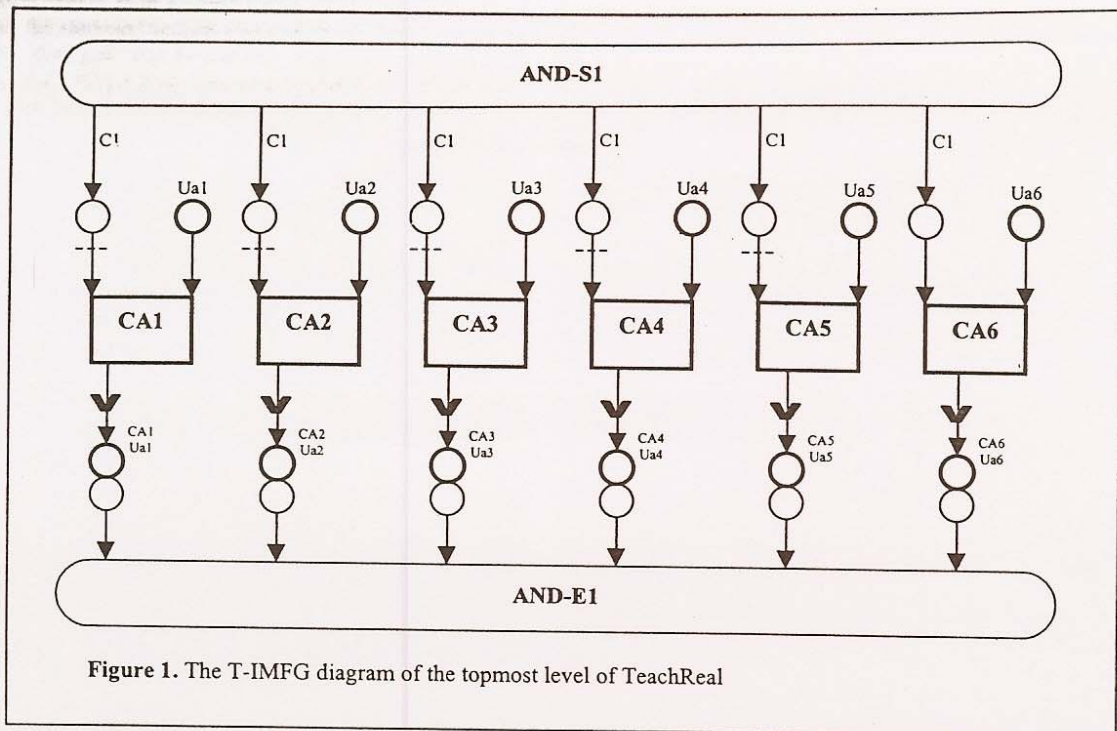 AND-S1
C1 C1 C1 C1 C1 C1
Ua1 Ua2 Ua3 Ua4 Ua5 Ua6
CA1 CA2 CA3 CA4 CA5 CA6
CA1 CA2 CA3 CA4 CA5 CA6
Ua1 Ua2 Ua3 Ua4 Ua5 Ua6
AND-E1
Figure 1. The T-IMFG diagram of the topmost level of TeachReal